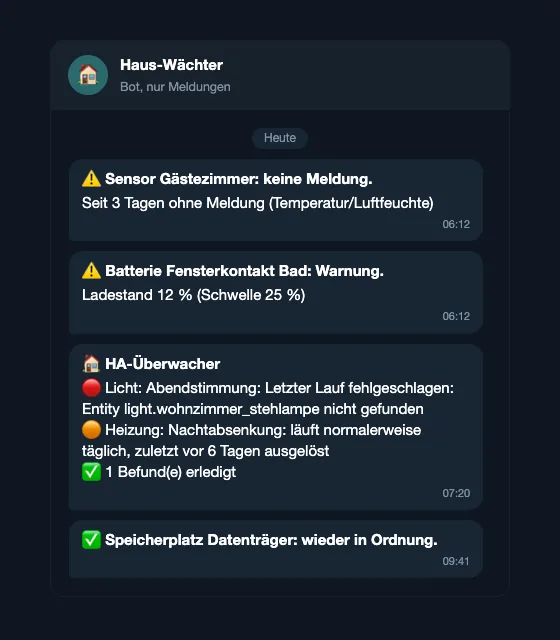 Haus-Wächter
Bot, nur Meldungen
Heute
⚠️ Sensor Gästezimmer: keine Meldung.
Seit 3 Tagen ohne Meldung (Temperatur/Luftfeuchte)
06:12
⚠️ Batterie Fensterkontakt Bad: Warnung.
Ladestand 12 % (Schwelle 25 %)
06:12
🏠 HA-Überwacher
🔴 Licht: Abendstimmung: Letzter Lauf fehlgeschlagen:
Entity light.wohnzimmer_stehlampe nicht gefunden
🟠 Heizung: Nachtabsenkung: läuft normalerweise
täglich, zuletzt vor 6 Tagen ausgelöst
✅ 1 Befund(e) erledigt
07:20
✅ Speicherplatz Datenträger: wieder in Ordnung.
09:41